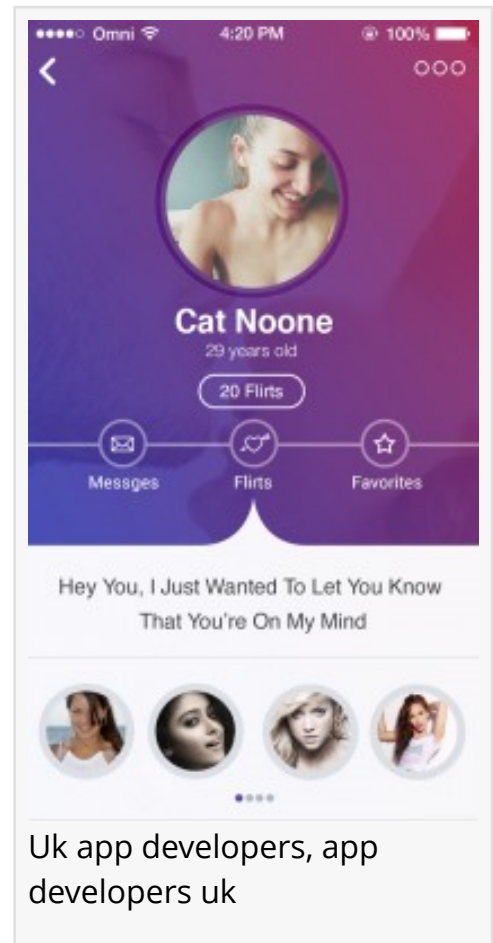 Omni 4:20 PM 100%
Cat Noone
29 years old
20 Flirts
Messges Flirts Favorites
Hey You, I Just Wanted To Let You Know
That You're On My Mind
Uk app developers, app
developers uk